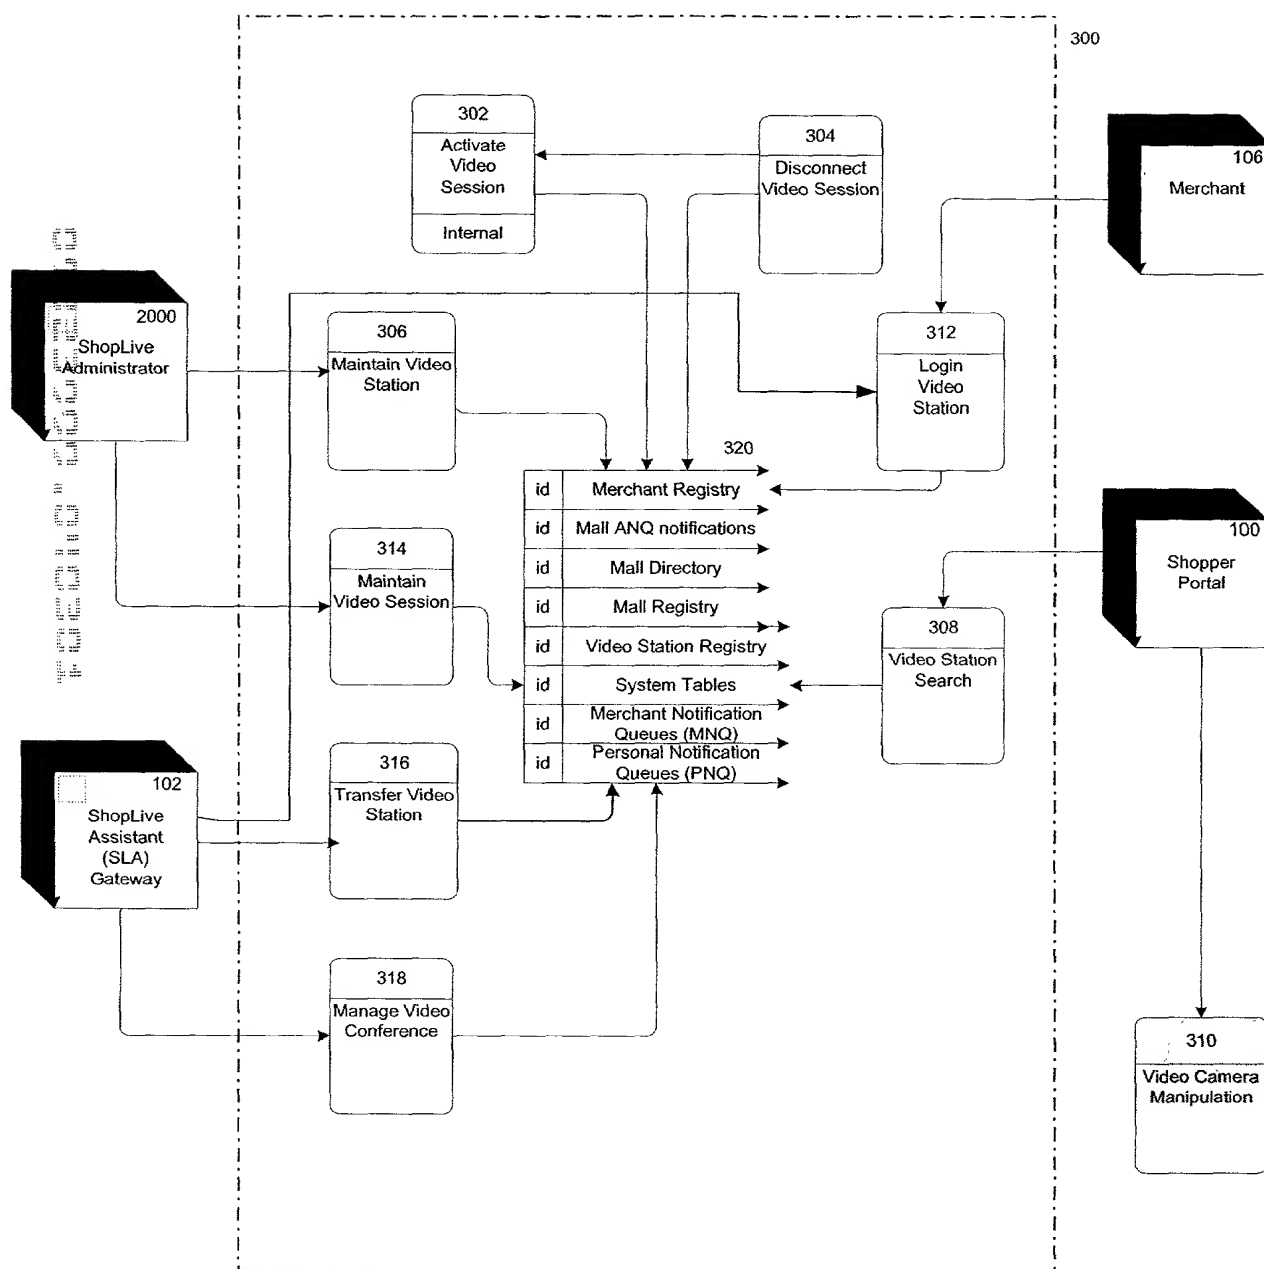 300
302
Activate
Video
Session
Internal
304
Disconnect
Video Session
106
Merchant
2000
ShopLive
Administrator
306
Maintain Video
Station
312
Login
Video
Station
320
id Merchant Registry
id Mall ANQ notifications
id Mall Directory
id Mall Registry
id Video Station Registry
id System Tables
id Merchant Notification
Queues (MNQ)
id Personal Notification
Queues (PNQ)
314
Maintain
Video Session
100
Shopper
Portal
308
Video Station
Search
102
ShopLive
Assistant
(SLA)
Gateway
316
Transfer Video
Station
318
Manage Video
Conference
310
Video Camera
Manipulation